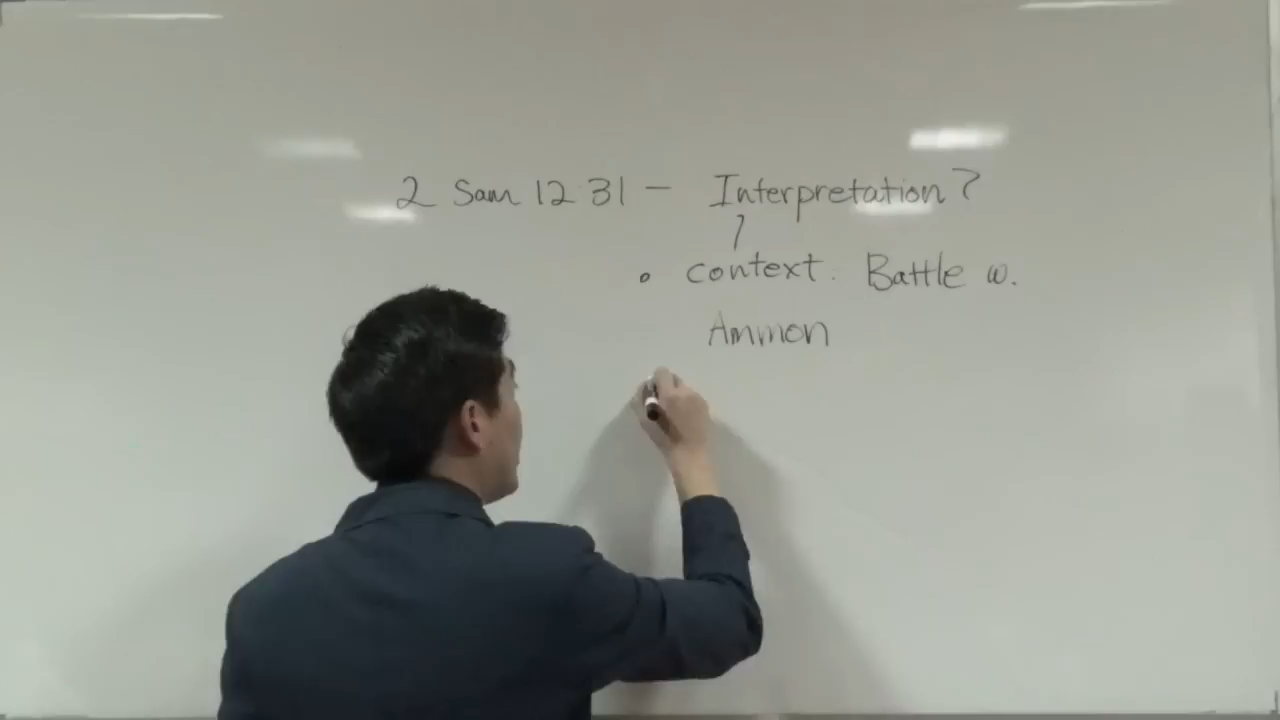 2 Sam 12:31 — Interpretation?
• context. Battle w.
Ammon